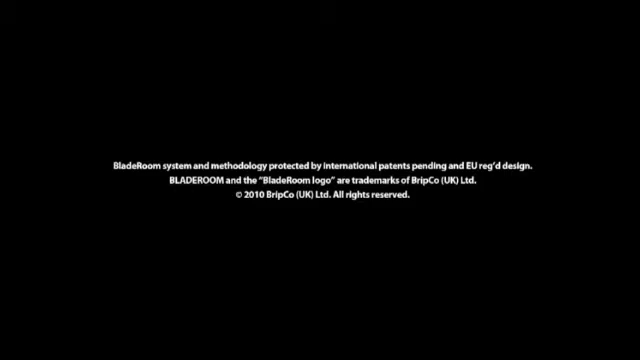 BladeRoom system and methodology protected by international patents pending and EU reg'd design.
BLADEROOM and the “BladeRoom logo” are trademarks of BripCo (UK) Ltd.
© 2010 BripCo (UK) Ltd. All rights reserved.